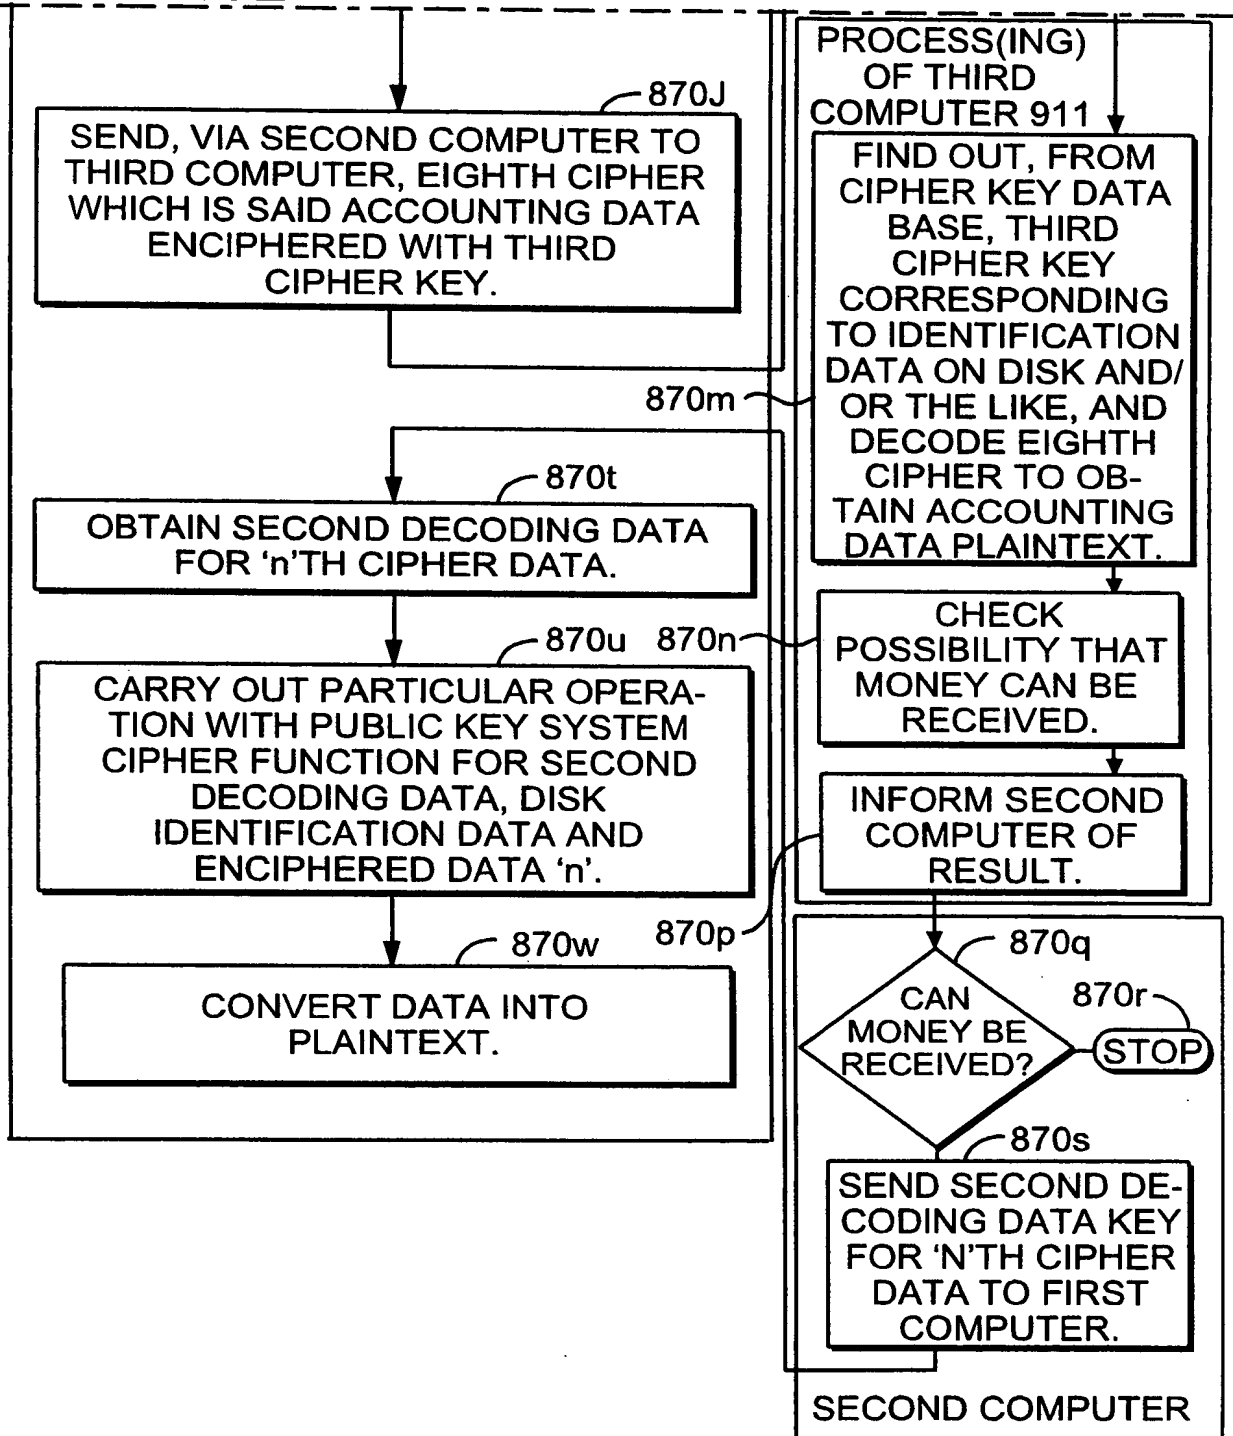 870J
SEND, VIA SECOND COMPUTER TO
THIRD COMPUTER, EIGHTH CIPHER
WHICH IS SAID ACCOUNTING DATA
ENCIPHERED WITH THIRD
CIPHER KEY.
870t
OBTAIN SECOND DECODING DATA
FOR ‘n’TH CIPHER DATA.
870u
CARRY OUT PARTICULAR OPERA-
TION WITH PUBLIC KEY SYSTEM
CIPHER FUNCTION FOR SECOND
DECODING DATA, DISK
IDENTIFICATION DATA AND
ENCIPHERED DATA ‘n’.
870w
CONVERT DATA INTO
PLAINTEXT.
PROCESS(ING)
OF THIRD
COMPUTER 911
870m
FIND OUT, FROM
CIPHER KEY DATA
BASE, THIRD
CIPHER KEY
CORRESPONDING
TO IDENTIFICATION
DATA ON DISK AND/
OR THE LIKE, AND
DECODE EIGHTH
CIPHER TO OB-
TAIN ACCOUNTING
DATA PLAINTEXT.
870n
CHECK
POSSIBILITY THAT
MONEY CAN BE
RECEIVED.
870p
INFORM SECOND
COMPUTER OF
RESULT.
870q
CAN
MONEY BE
RECEIVED?
870r
STOP
870s
SEND SECOND DE-
CODING DATA KEY
FOR ‘N’TH CIPHER
DATA TO FIRST
COMPUTER.
SECOND COMPUTER